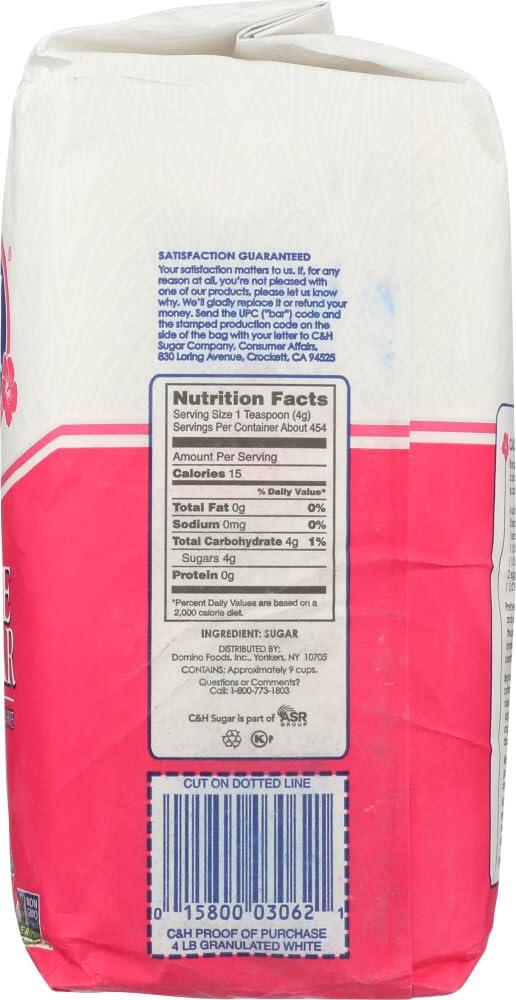 SATISFACTION GUARANTEED
Your satisfaction matters to us. If, for any
reason at all, you're not pleased with
one of our products, please let us know
why. We'll gladly replace it or refund your
money. Send the UPC ("bar") code and
the stamped production code on the
side of the bag with your letter to C&H
Sugar Company, Consumer Affairs,
830 Loring Avenue, Crockett, CA 94525
Nutrition Facts
Serving Size 1 Teaspoon (4g)
Servings Per Container About 454
Amount Per Serving
Calories 15
% Daily Value*
Total Fat 0g 0%
Sodium 0mg 0%
Total Carbohydrate 4g 1%
Sugars 4g
Protein 0g
*Percent Daily Values are based on a
2,000 calorie diet.
INGREDIENT: SUGAR
DISTRIBUTED BY:
Domino Foods, Inc., Yonkers, NY 10705
CONTAINS: Approximately 9 cups.
Questions or Comments?
Call: 1-800-773-1803
C&H Sugar is part of ASR
GROUP
K P
CUT ON DOTTED LINE
0 15800 03062 1
C&H PROOF OF PURCHASE
4 LB GRANULATED WHITE
E
R
NON
GMO